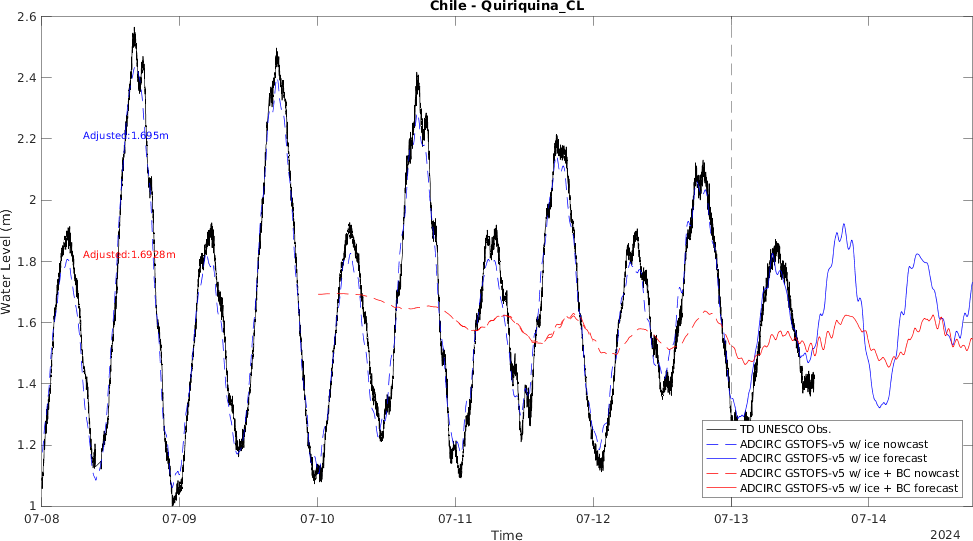 Chile - Quiriquina_CL
2.6
2.4
2.2
2
1.8
1.6
1.4
1.2
1
Water Level (m)
Adjusted:1.695m
Adjusted:1.6928m
TD UNESCO Obs.
ADCIRC GSTOFS-v5 w/ ice nowcast
ADCIRC GSTOFS-v5 w/ ice forecast
ADCIRC GSTOFS-v5 w/ ice + BC nowcast
ADCIRC GSTOFS-v5 w/ ice + BC forecast
07-08 07-09 07-10 07-11 07-12 07-13 07-14
Time
2024